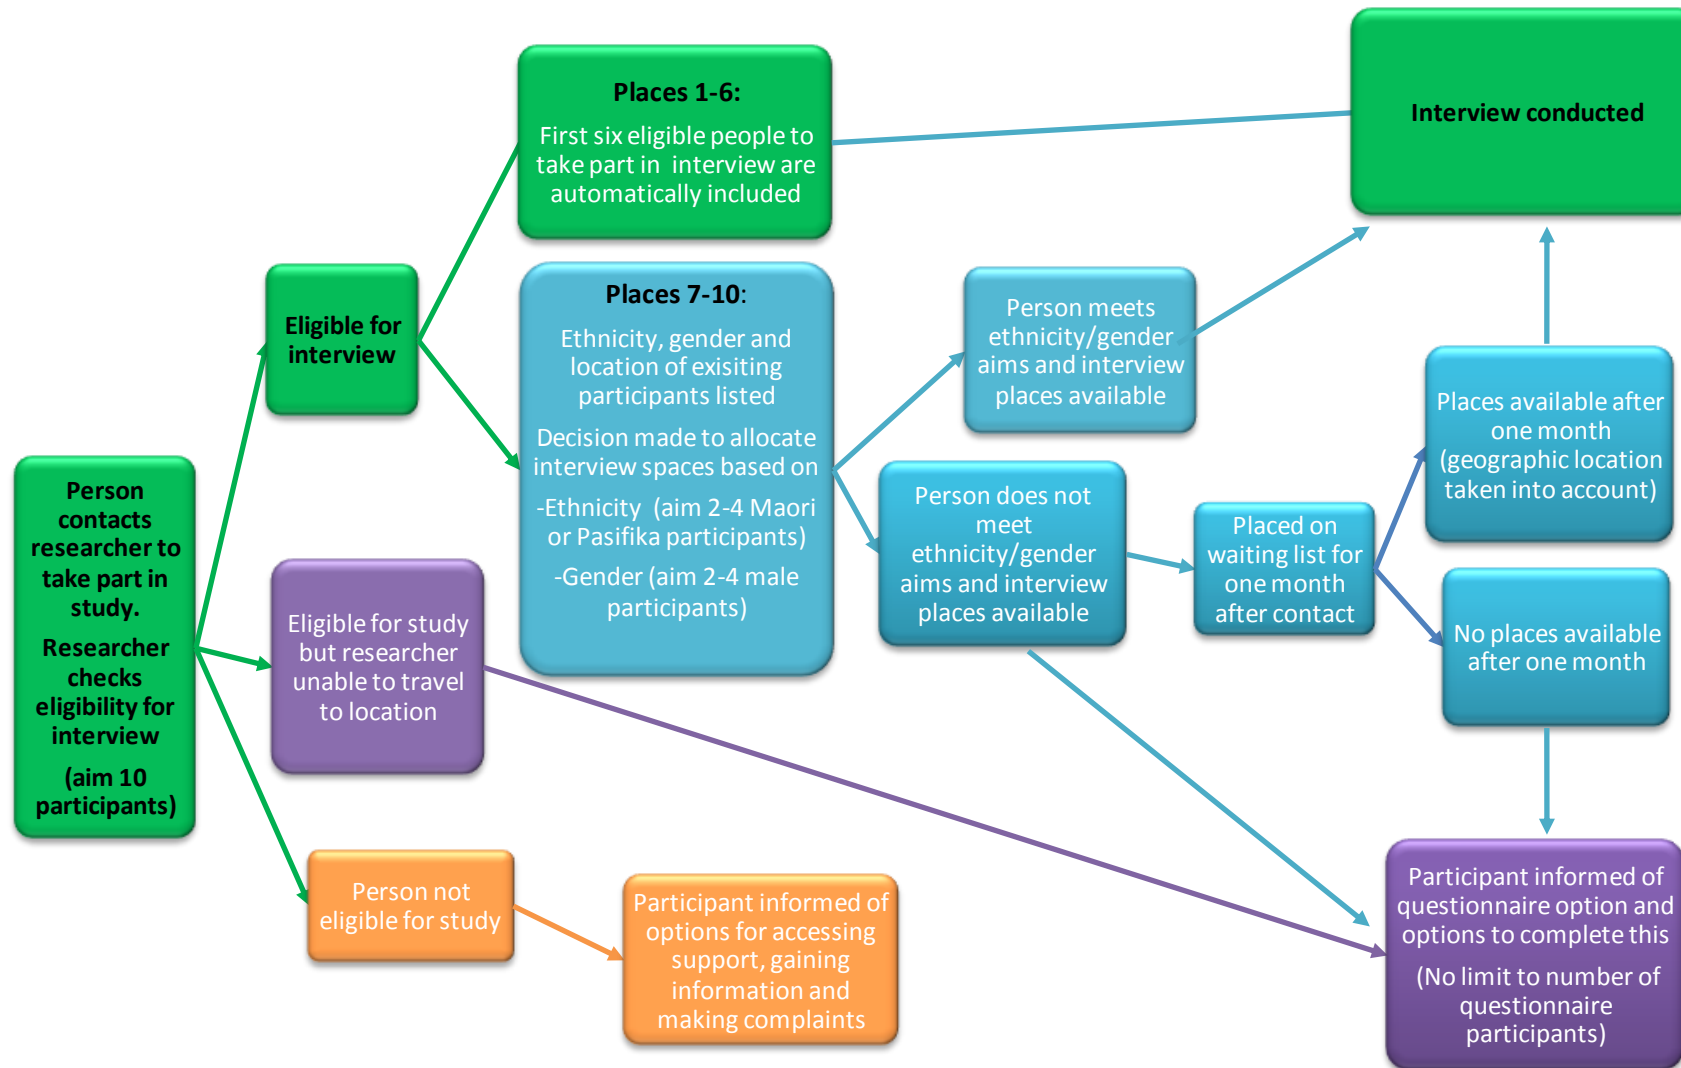 Person
contacts
researcher to
take part in
study.
Researcher
checks
eligibility for
interview
(aim 10
participants)
Eligible for
interview
Eligible for study
but researcher
unable to travel
to location
Person not
eligible for study
Participant informed of
options for accessing
support, gaining
information and
making complaints
Places 1-6:
First six eligible people to
take part in  interview are
automatically included
Places 7-10:
Ethnicity, gender and
location of exisiting
participants listed
Decision made to allocate
interview spaces based on
-Ethnicity  (aim 2-4 Maori
or Pasifika participants)
-Gender (aim 2-4 male
participants)
Person meets
ethnicity/gender
aims and interview
places available
Person does not
meet
ethnicity/gender
aims and interview
places available
Placed on
waiting list for
one month
after contact
Places available after
one month
(geographic location
taken into account)
No places available
after one month
Interview conducted
Participant informed of
questionnaire option and
options to complete this
(No limit to number of
questionnaire
participants)